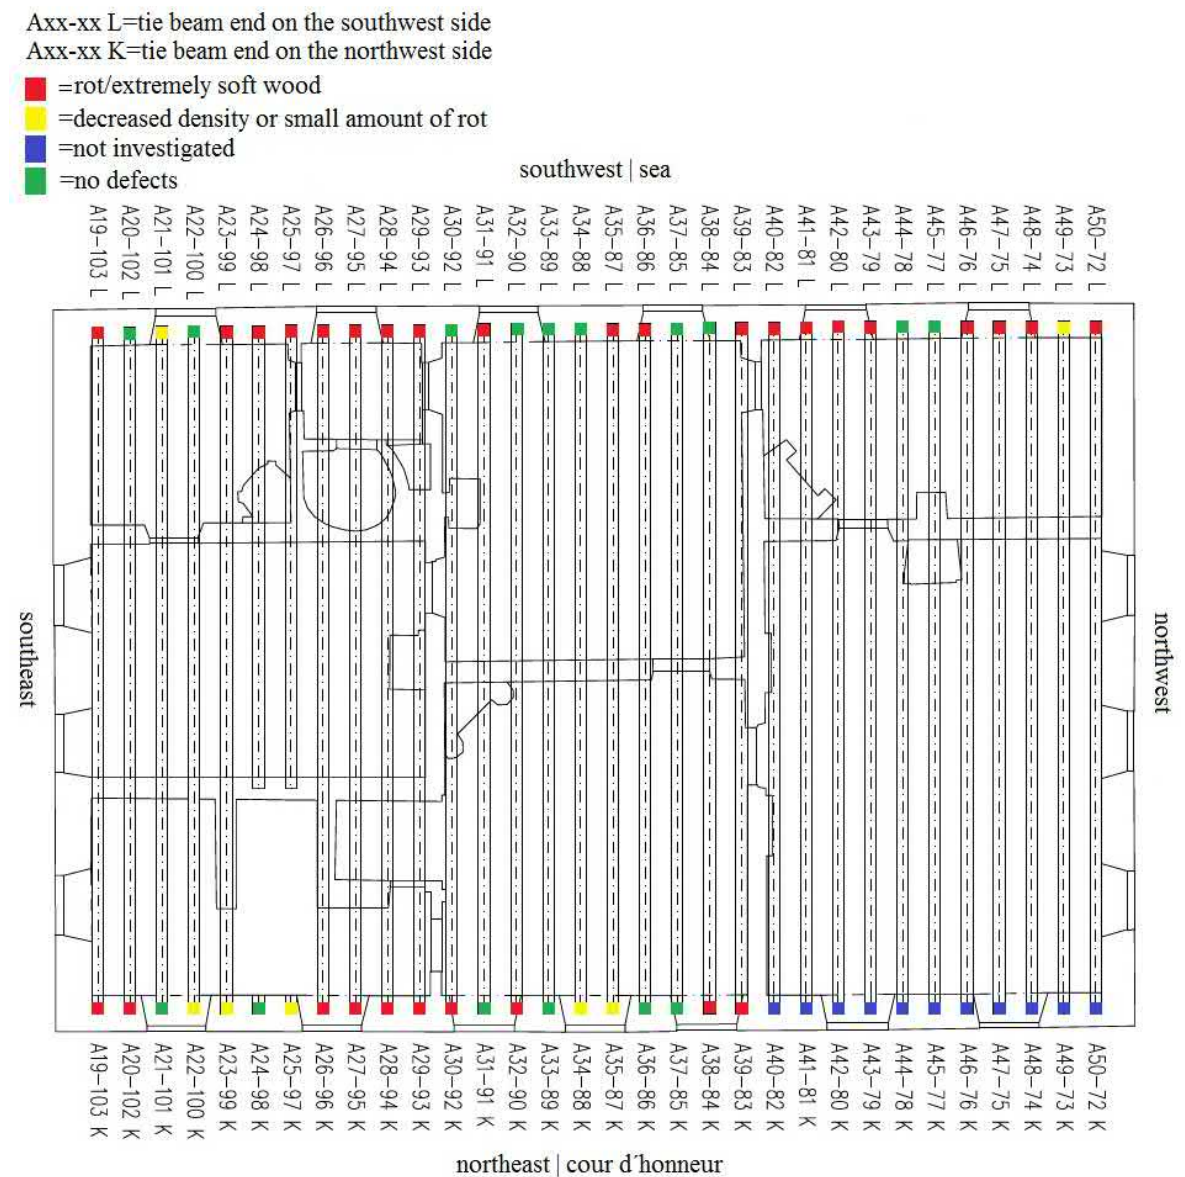 Axx-xx L=tie beam end on the southwest side
Axx-xx K=tie beam end on the northwest side
=rot/extremely soft wood
=decreased density or small amount of rot
=not investigated
=no defects
southwest | sea
A19-103 L
A20-102 L
A21-101 L
A22-100 L
A23-99 L
A24-98 L
A25-97 L
A26-96 L
A27-95 L
A28-94 L
A29-93 L
A30-92 L
A31-91 L
A32-90 L
A33-89 L
A34-88 L
A35-87 L
A36-86 L
A37-85 L
A38-84 L
A39-83 L
A40-82 L
A41-81 L
A42-80 L
A43-79 L
A44-78 L
A45-77 L
A46-76 L
A47-75 L
A48-74 L
A49-73 L
A50-72 L
southeast
northwest
A19-103 K
A20-102 K
A21-101 K
A22-100 K
A23-99 K
A24-98 K
A25-97 K
A26-96 K
A27-95 K
A28-94 K
A29-93 K
A30-92 K
A31-91 K
A32-90 K
A33-89 K
A34-88 K
A35-87 K
A36-86 K
A37-85 K
A38-84 K
A39-83 K
A40-82 K
A41-81 K
A42-80 K
A43-79 K
A44-78 K
A45-77 K
A46-76 K
A47-75 K
A48-74 K
A49-73 K
A50-72 K
northeast | cour d´honneur